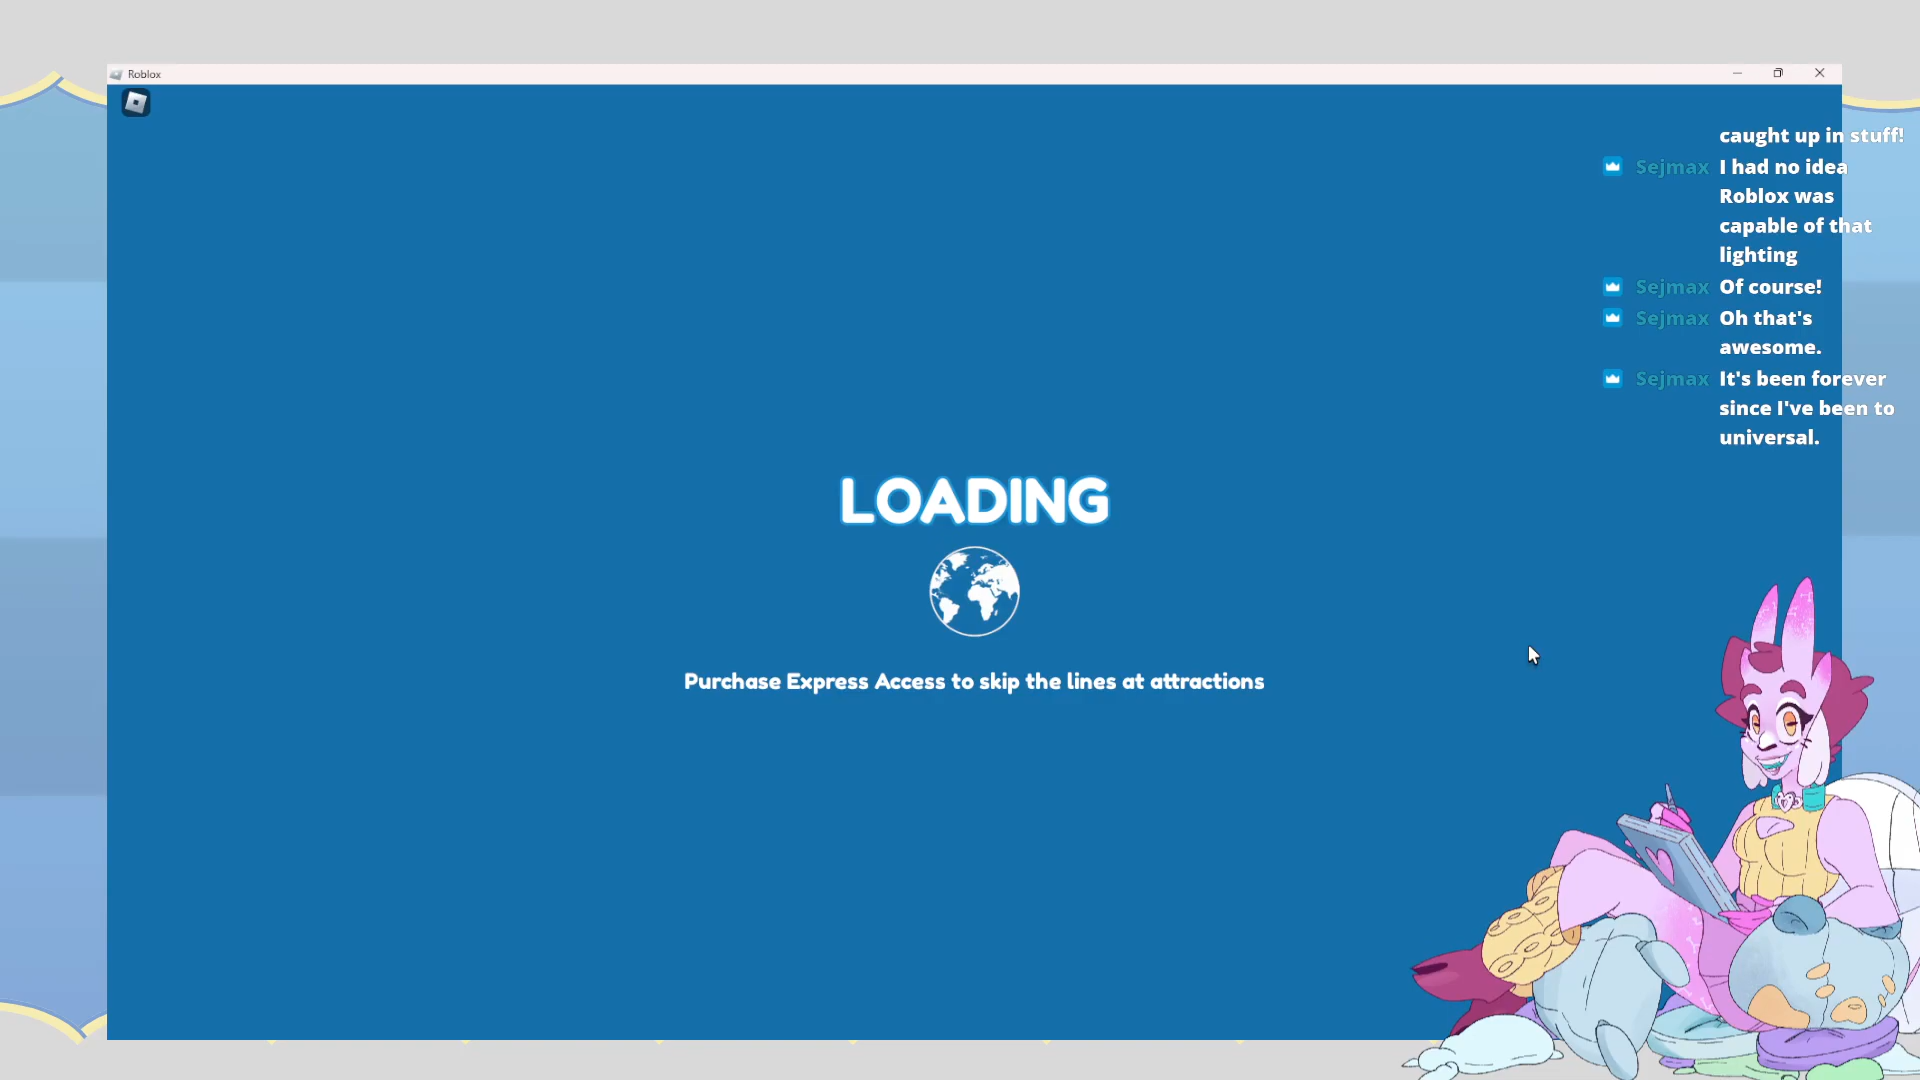 Roblox
caught up in stuff!
Sejmax I had no idea
Roblox was
capable of that
lighting
Sejmax Of course!
Sejmax Oh that's
awesome.
Sejmax It's been forever
since I've been to
universal.
LOADING
Purchase Express Access to skip the lines at attractions